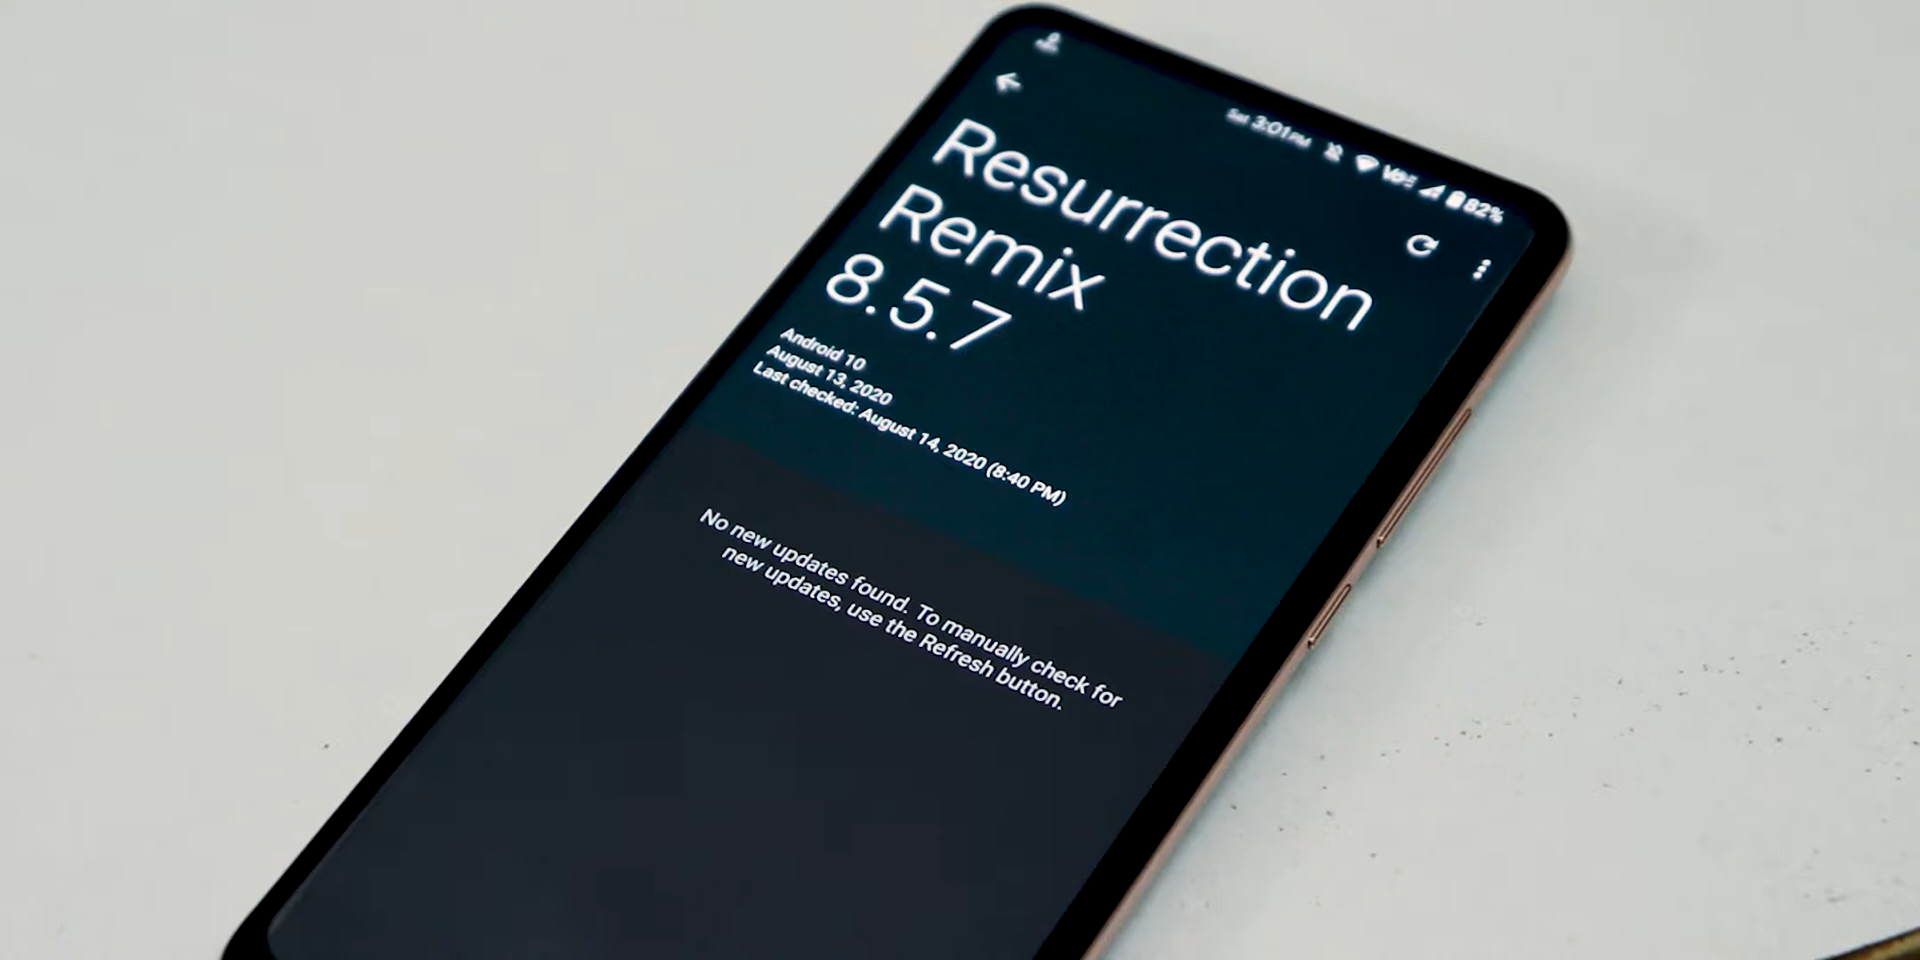 Sat 3:01 PM VoLTE 82%
Resurrection
Remix
8.5.7
Android 10
August 13, 2020
Last checked: August 14, 2020 (8:40 PM)
No new updates found. To manually check for
new updates, use the Refresh button.